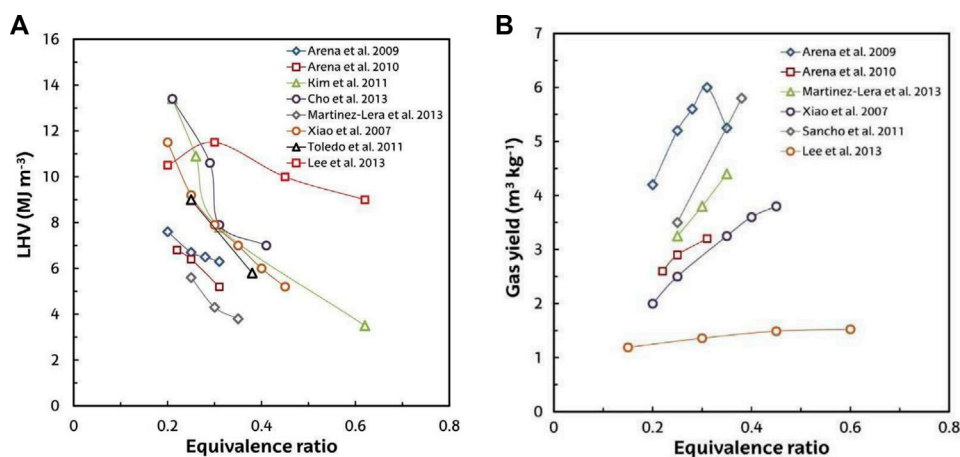 A
LHV (MJ m⁻³)
16
14
12
10
8
6
4
2
0
0
0.2
0.4
0.6
0.8
Equivalence ratio
Arena et al. 2009
Arena et al. 2010
Kim et al. 2011
Cho et al. 2013
Martinez-Lera et al. 2013
Xiao et al. 2007
Toledo et al. 2011
Lee et al. 2013
B
Gas yield (m³ kg⁻¹)
7
6
5
4
3
2
1
0
0
0.2
0.4
0.6
0.8
Equivalence ratio
Arena et al. 2009
Arena et al. 2010
Martinez-Lera et al. 2013
Xiao et al. 2007
Sancho et al. 2011
Lee et al. 2013